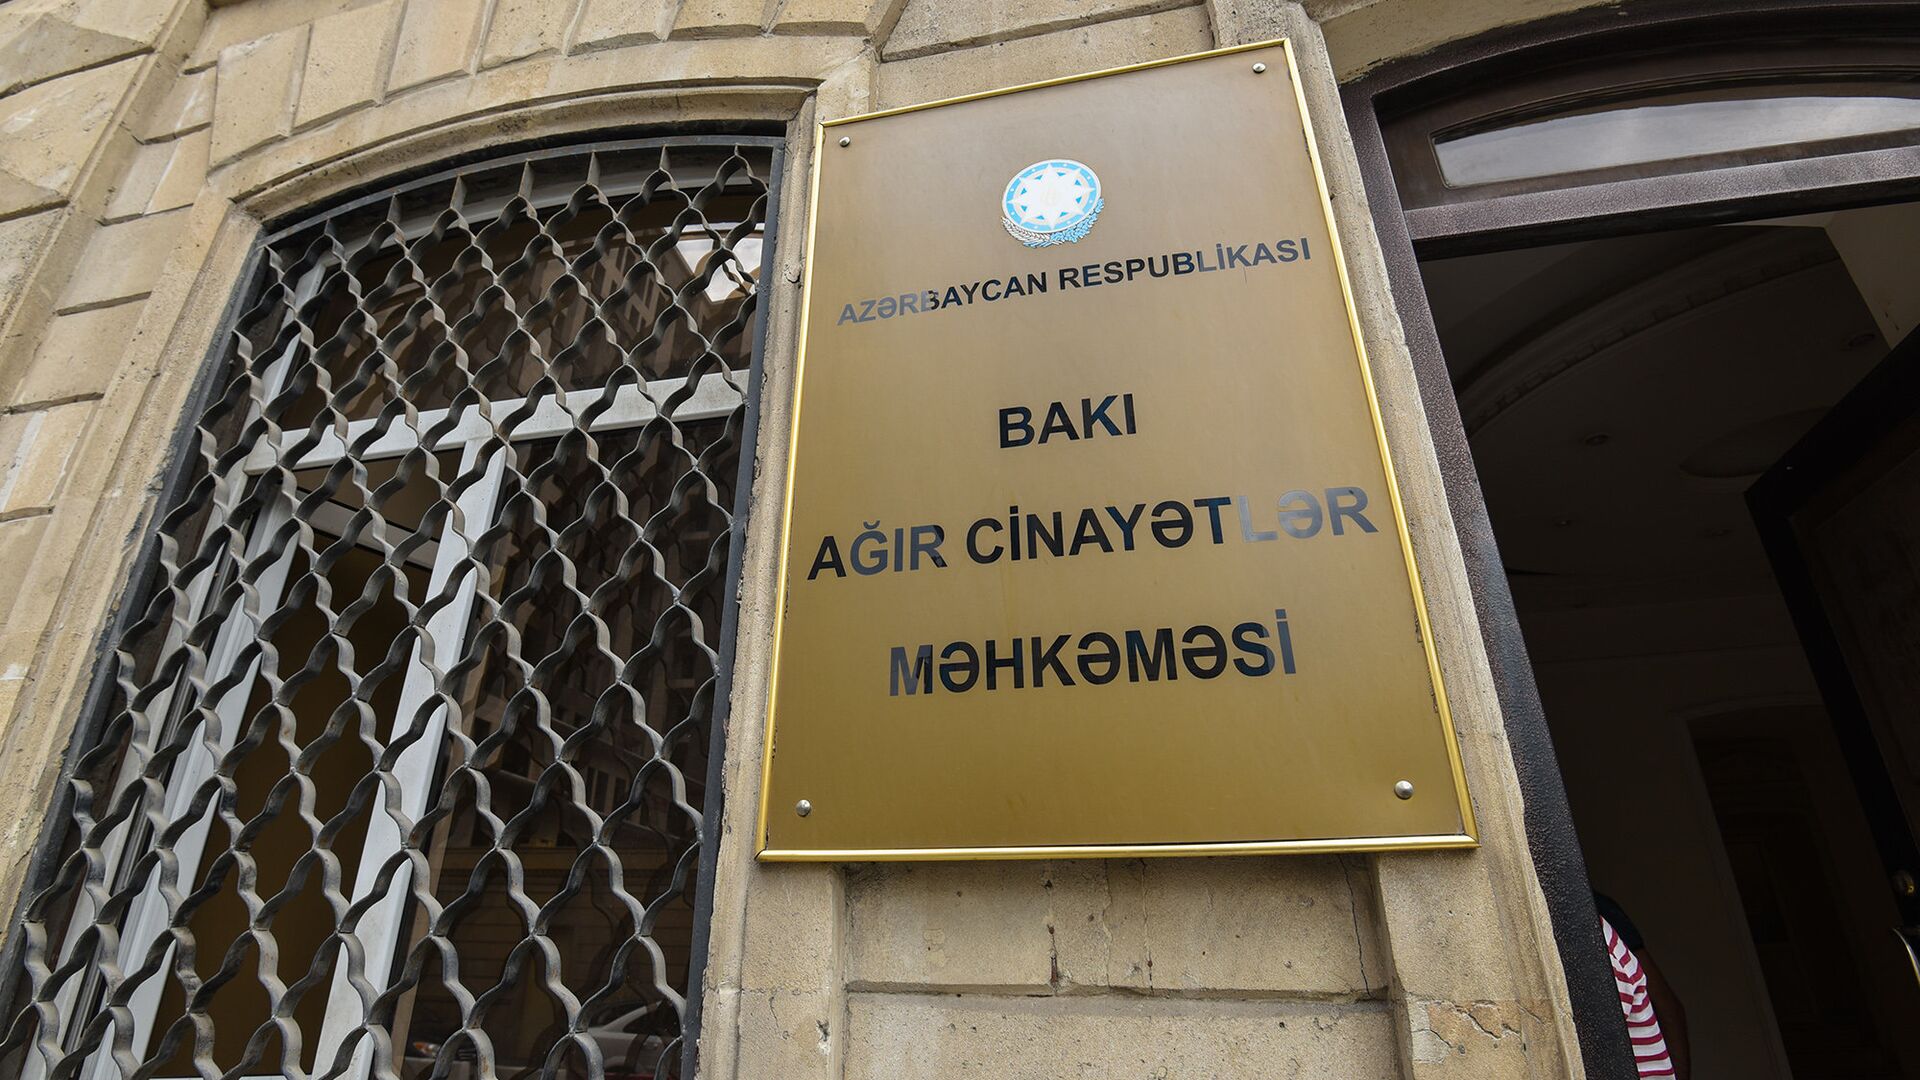 AZƏRBAYCAN RESPUBLİKASI
BAKI
AĞIR CİNAYƏTLƏR
MƏHKƏMƏSİ